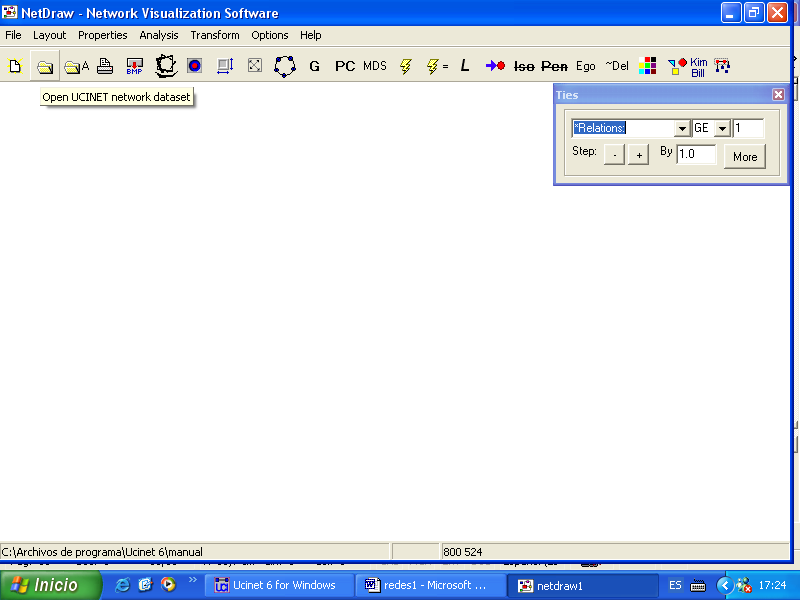 NetDraw - Network Visualization Software
File Layout Properties Analysis Transform Options Help
A BMP G PC MDS = L Iso Pen Ego ~Del Kim Bill
Open UCINET network dataset
Ties
*Relations: GE 1
Step: - + By 1.0 More
C:\Archivos de programa\Ucinet 6\manual 800 524
Inicio Ucinet 6 for Windows redes1 - Microsoft ... netdraw1 ES 17:24